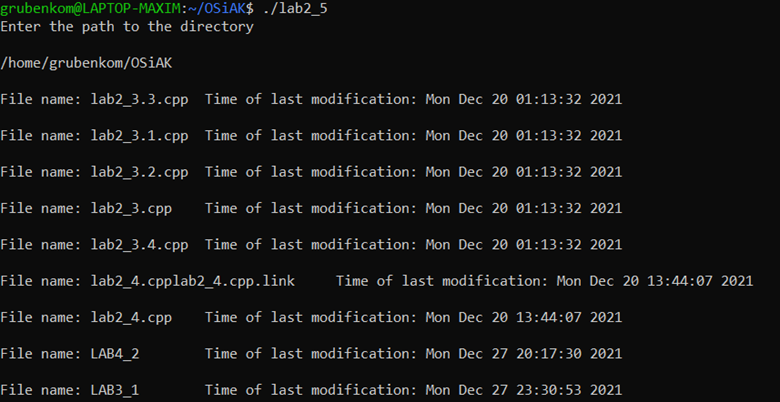 grubenkom@LAPTOP-MAXIM:~/OSiAK$ ./lab2_5
Enter the path to the directory
/home/grubenkom/OSiAK
File name: lab2_3.3.cpp  Time of last modification: Mon Dec 20 01:13:32 2021
File name: lab2_3.1.cpp  Time of last modification: Mon Dec 20 01:13:32 2021
File name: lab2_3.2.cpp  Time of last modification: Mon Dec 20 01:13:32 2021
File name: lab2_3.cpp    Time of last modification: Mon Dec 20 01:13:32 2021
File name: lab2_3.4.cpp  Time of last modification: Mon Dec 20 01:13:32 2021
File name: lab2_4.cpplab2_4.cpp.link     Time of last modification: Mon Dec 20 13:44:07 2021
File name: lab2_4.cpp    Time of last modification: Mon Dec 20 13:44:07 2021
File name: LAB4_2        Time of last modification: Mon Dec 27 20:17:30 2021
File name: LAB3_1        Time of last modification: Mon Dec 27 23:30:53 2021